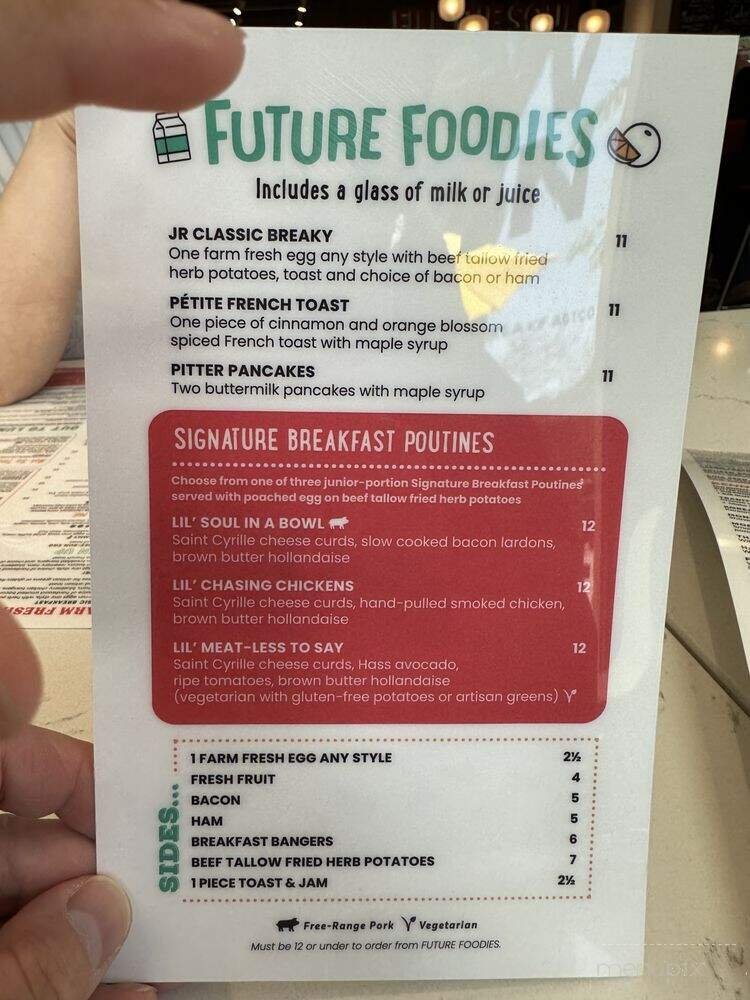 FUTURE FOODIES
Includes a glass of milk or juice
JR CLASSIC BREAKY 11
One farm fresh egg any style with beef tallow fried
herb potatoes, toast and choice of bacon or ham
PÉTITE FRENCH TOAST 11
One piece of cinnamon and orange blossom
spiced French toast with maple syrup
PITTER PANCAKES 11
Two buttermilk pancakes with maple syrup
SIGNATURE BREAKFAST POUTINES
Choose from one of three junior-portion Signature Breakfast Poutines
served with poached egg on beef tallow fried herb potatoes
LIL' SOUL IN A BOWL 12
Saint Cyrille cheese curds, slow cooked bacon lardons,
brown butter hollandaise
LIL' CHASING CHICKENS 12
Saint Cyrille cheese curds, hand-pulled smoked chicken,
brown butter hollandaise
LIL' MEAT-LESS TO SAY 12
Saint Cyrille cheese curds, Hass avocado,
ripe tomatoes, brown butter hollandaise
(vegetarian with gluten-free potatoes or artisan greens)
SIDES...
1 FARM FRESH EGG ANY STYLE 2½
FRESH FRUIT 4
BACON 5
HAM 5
BREAKFAST BANGERS 6
BEEF TALLOW FRIED HERB POTATOES 7
1 PIECE TOAST & JAM 2½
Free-Range Pork Vegetarian
Must be 12 or under to order from FUTURE FOODIES.
menupix